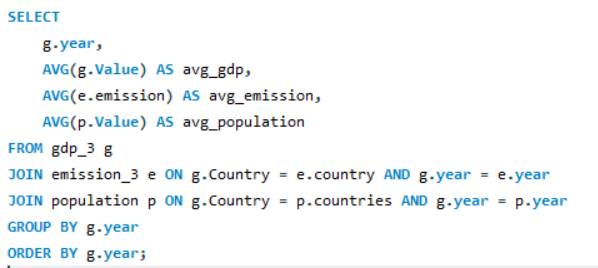 SELECT
g.year,
AVG(g.Value) AS avg_gdp,
AVG(e.emission) AS avg_emission,
AVG(p.Value) AS avg_population
FROM gdp_3 g
JOIN emission_3 e ON g.Country = e.country AND g.year = e.year
JOIN population p ON g.Country = p.countries AND g.year = p.year
GROUP BY g.year
ORDER BY g.year;